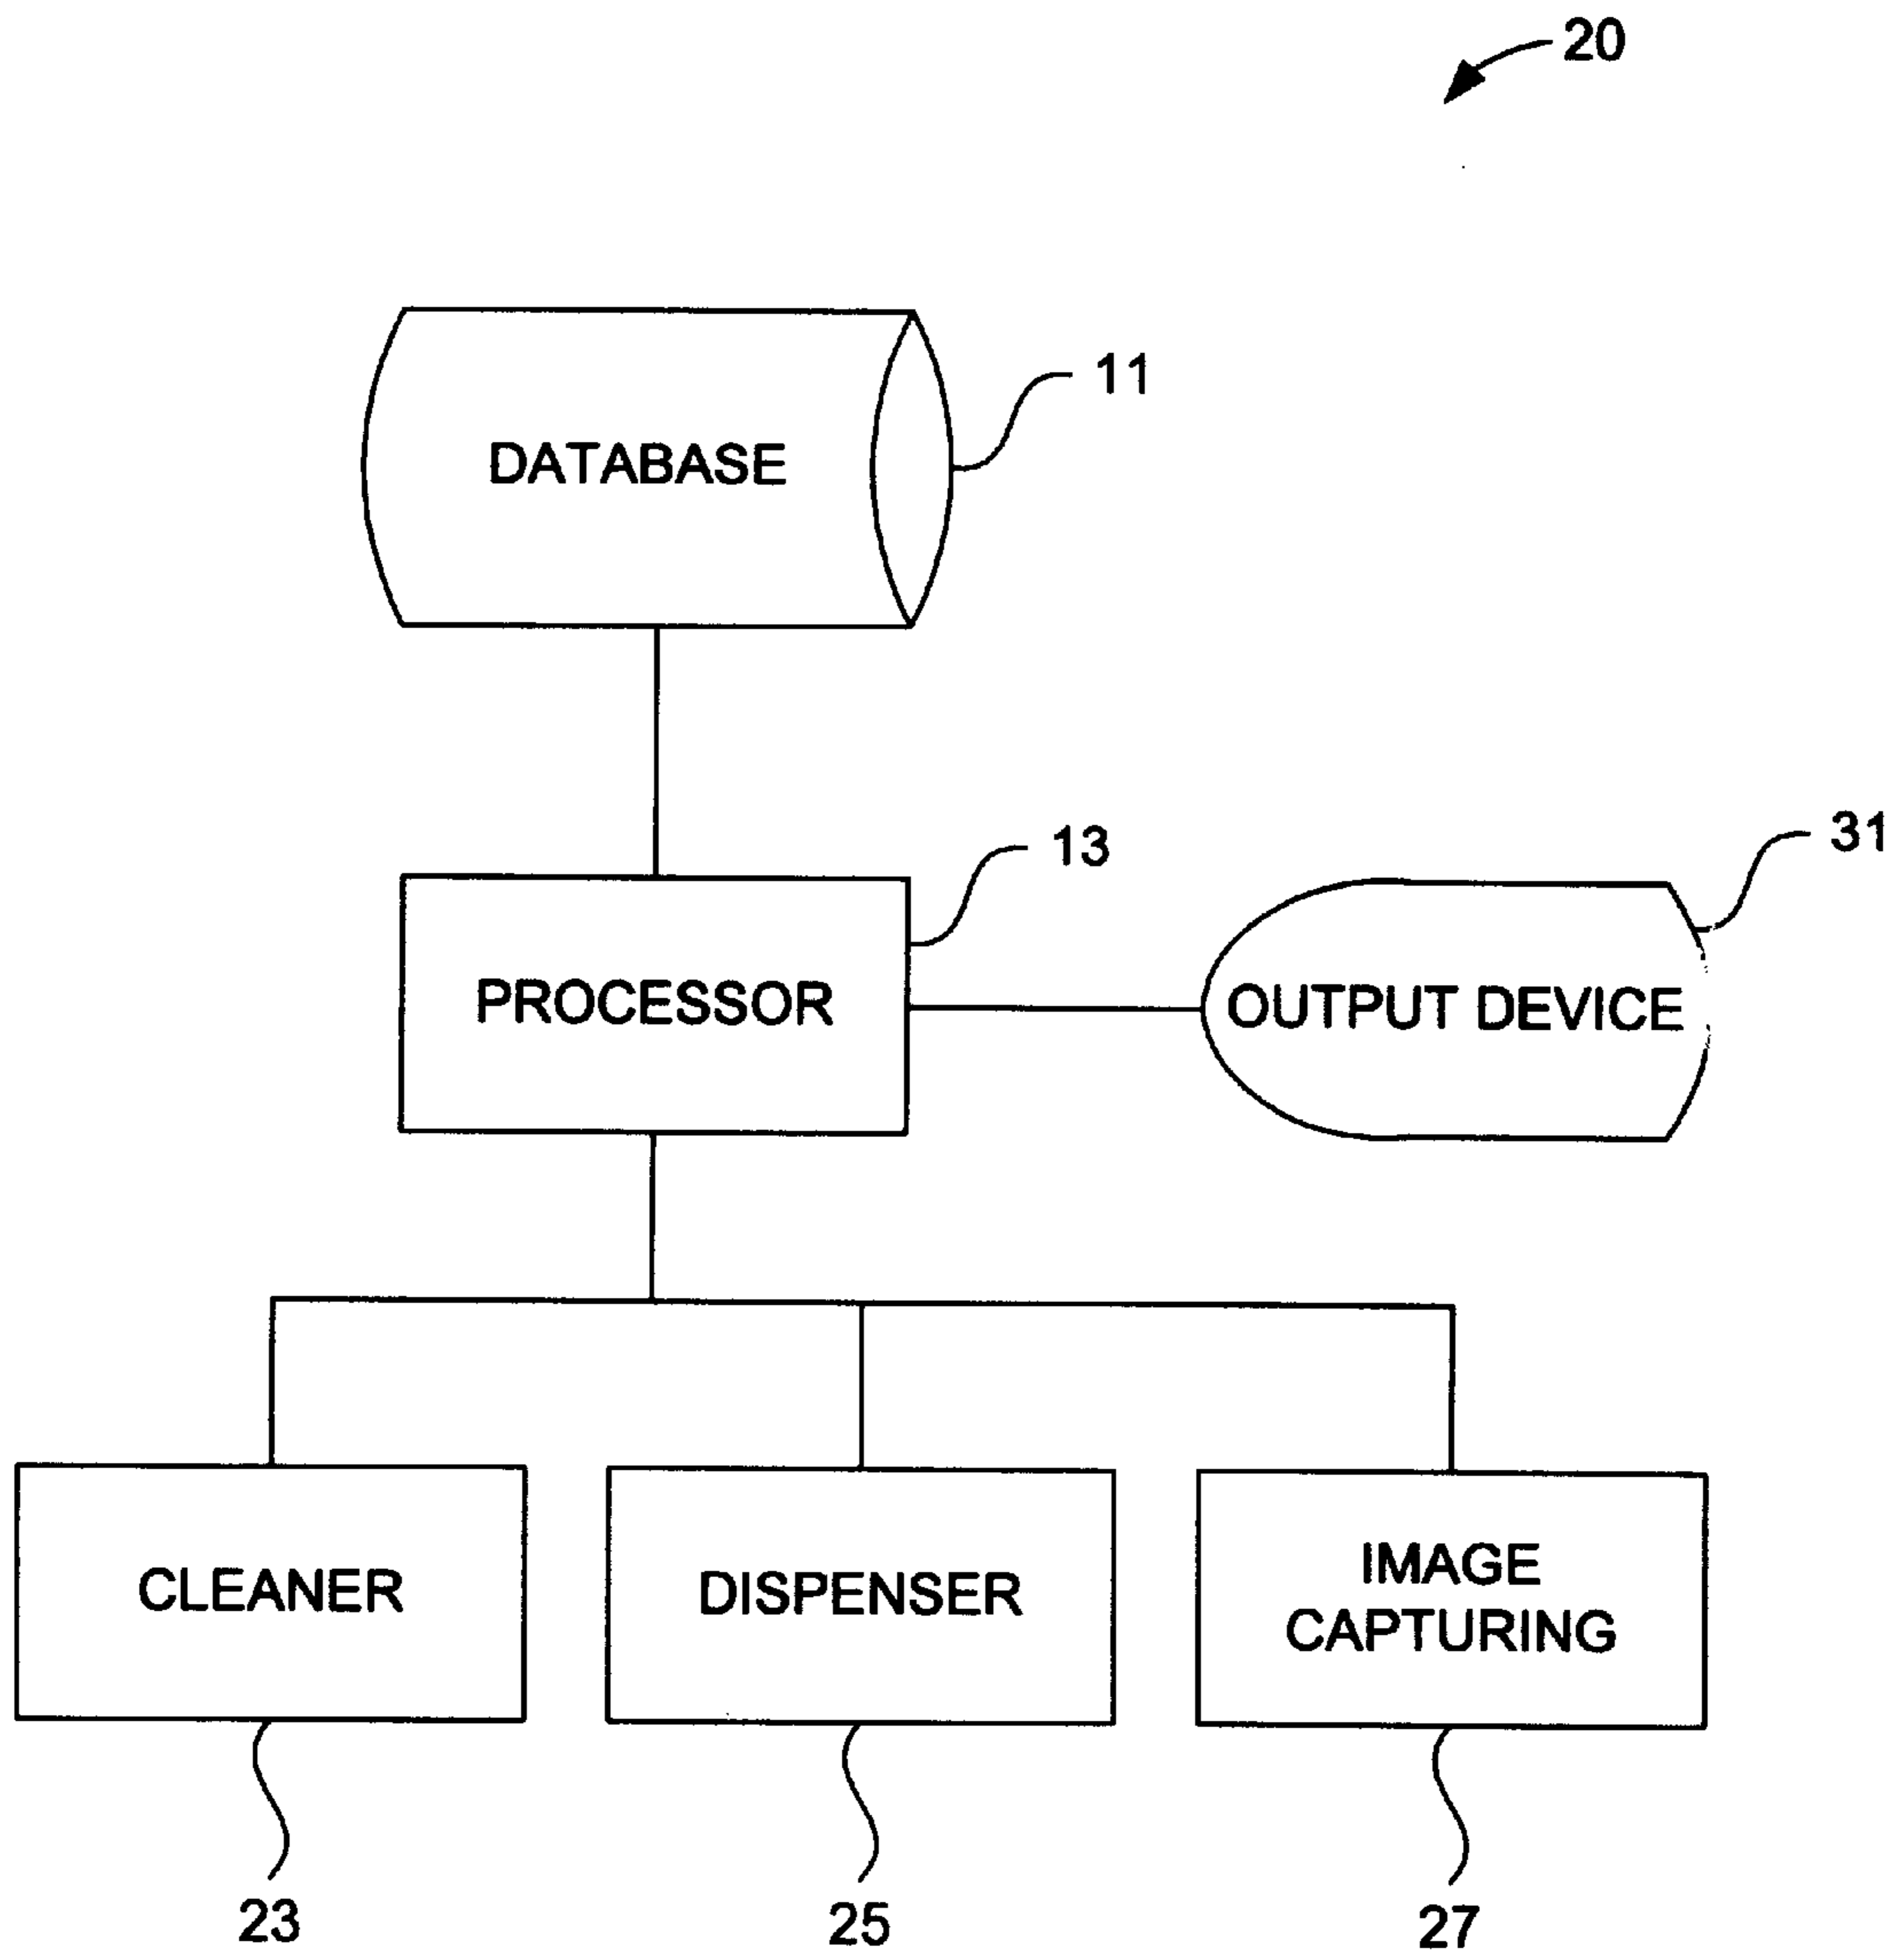 20
DATABASE
11
13
31
PROCESSOR
OUTPUT DEVICE
CLEANER
DISPENSER
IMAGE
CAPTURING
23
25
27